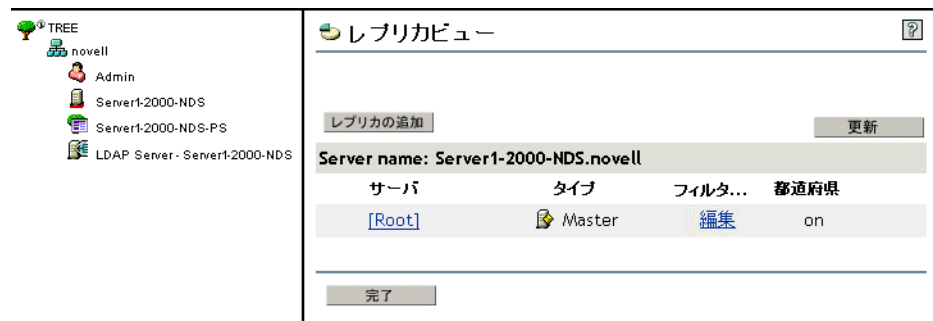 TREE
novell
Admin
Server1-2000-NDS
Server1-2000-NDS-PS
LDAP Server - Server1-2000-NDS
レプリカビュー
?
レプリカの追加
更新
Server name: Server1-2000-NDS.novell
サーバ タイプ フィルタ... 都道府県
[Root] Master 編集 on
完了